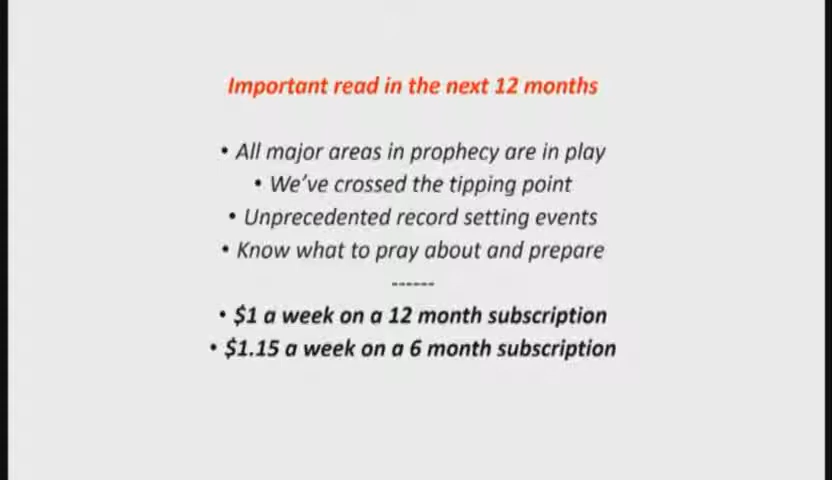 Important read in the next 12 months
• All major areas in prophecy are in play
• We've crossed the tipping point
• Unprecedented record setting events
• Know what to pray about and prepare
------
• $1 a week on a 12 month subscription
• $1.15 a week on a 6 month subscription